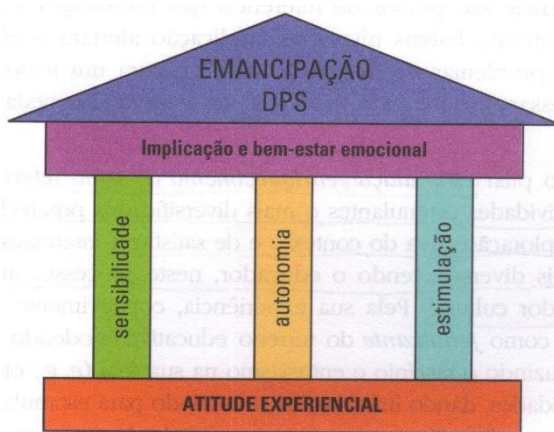 EMANCIPAÇÃO
DPS
Implicação e bem-estar emocional
sensibilidade
autonomia
estimulação
ATITUDE EXPERIENCIAL